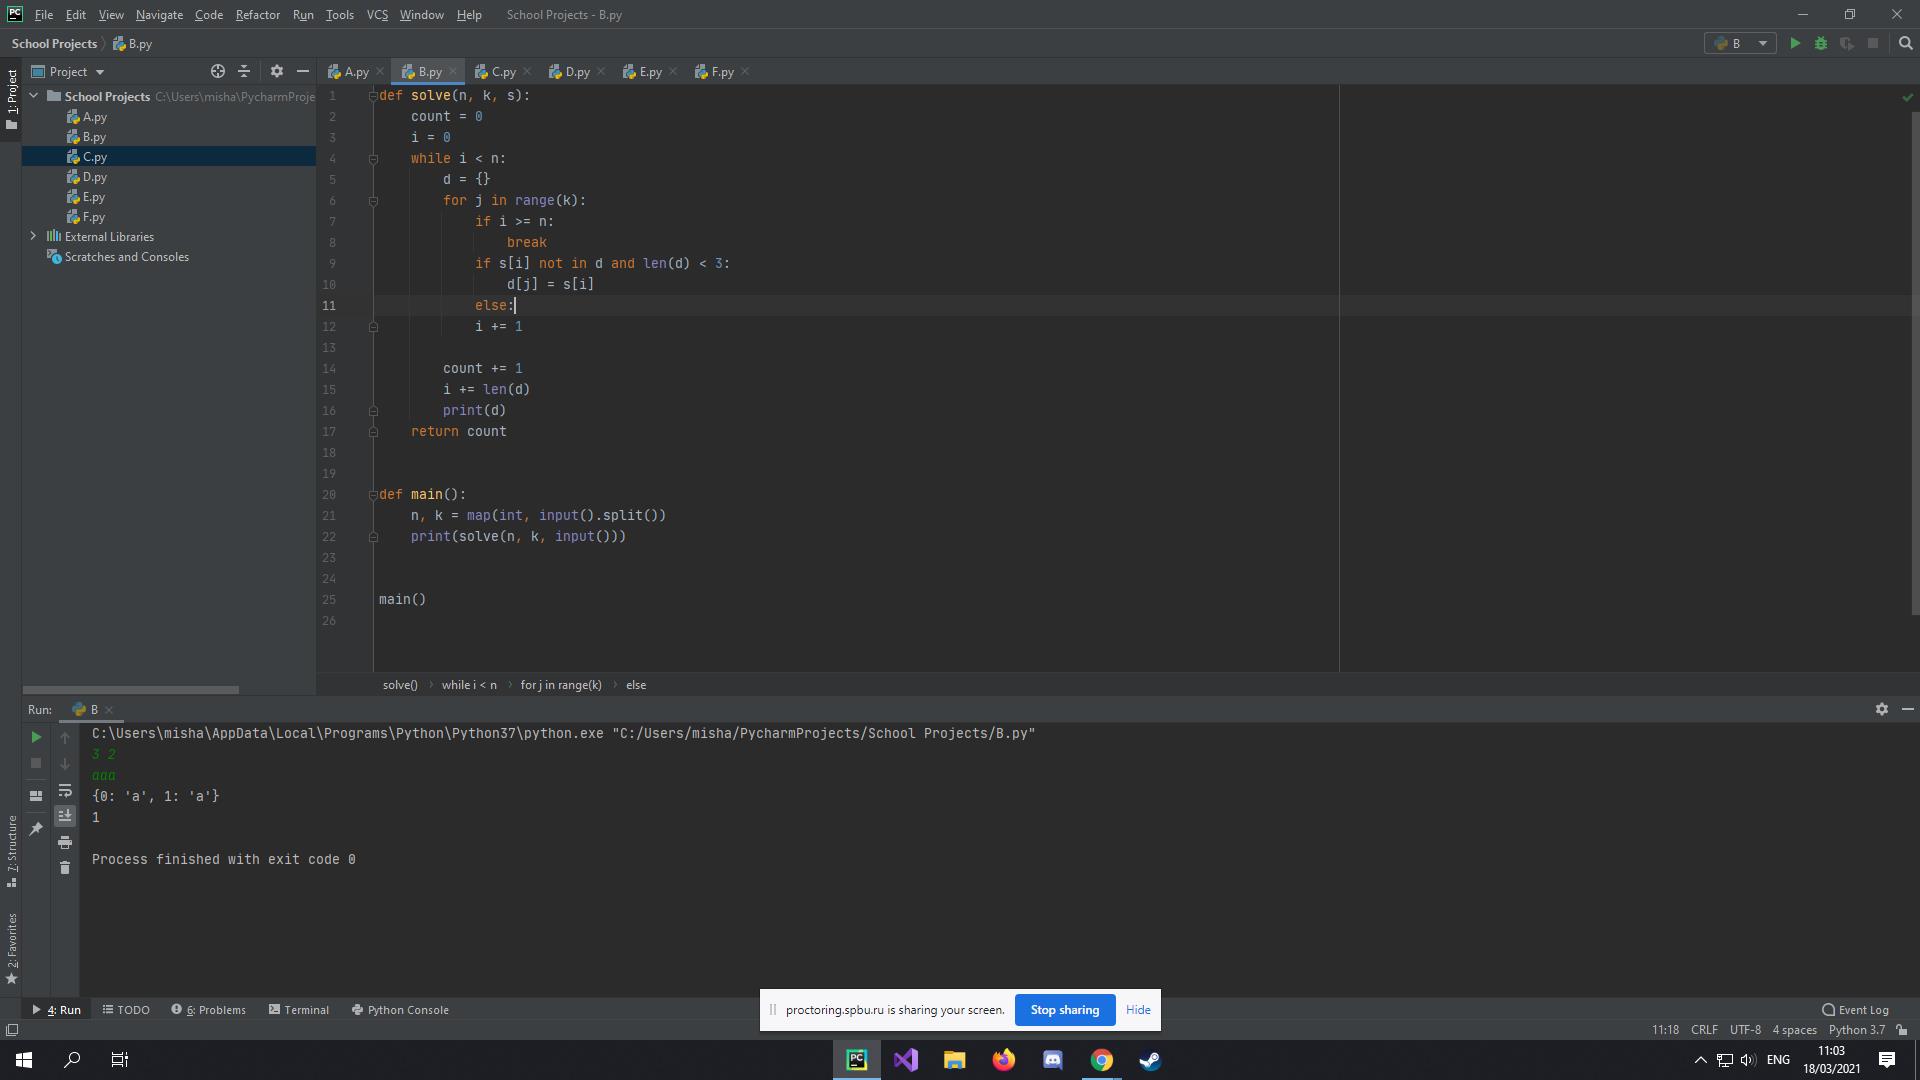 PC File Edit View Navigate Code Refactor Run Tools VCS Window Help School Projects - B.py
School Projects B.py B
1: Project Project A.py B.py C.py D.py E.py F.py
School Projects C:\Users\misha\PycharmProje
A.py
B.py
C.py
D.py
E.py
F.py
External Libraries
Scratches and Consoles
1 def solve(n, k, s):
2 count = 0
3 i = 0
4 while i < n:
5 d = {}
6 for j in range(k):
7 if i >= n:
8 break
9 if s[i] not in d and len(d) < 3:
10 d[j] = s[i]
11 else:
12 i += 1
13
14 count += 1
15 i += len(d)
16 print(d)
17 return count
18
19
20 def main():
21 n, k = map(int, input().split())
22 print(solve(n, k, input()))
23
24
25 main()
26
solve() while i < n for j in range(k) else
Run: B
C:\Users\misha\AppData\Local\Programs\Python\Python37\python.exe "C:/Users/misha/PycharmProjects/School Projects/B.py"
3 2
aaa
{0: 'a', 1: 'a'}
1
Process finished with exit code 0
7: Structure
2: Favorites
proctoring.spbu.ru is sharing your screen. Stop sharing Hide
4: Run TODO 6: Problems Terminal Python Console Event Log
11:18 CRLF UTF-8 4 spaces Python 3.7
PC ENG 11:03
18/03/2021